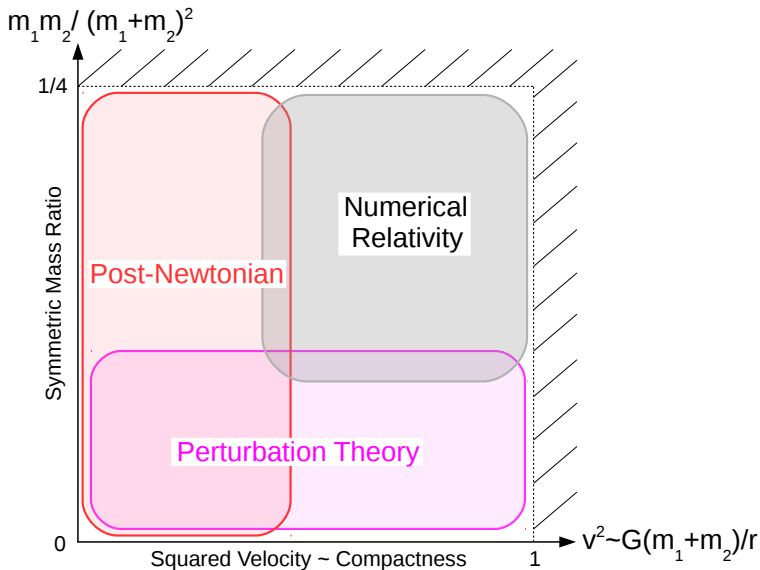 m₁m₂/ (m₁+m₂)²
1/4
Numerical
Relativity
Post-Newtonian
Symmetric Mass Ratio
Perturbation Theory
0
1
v²~G(m₁+m₂)/r
Squared Velocity ~ Compactness